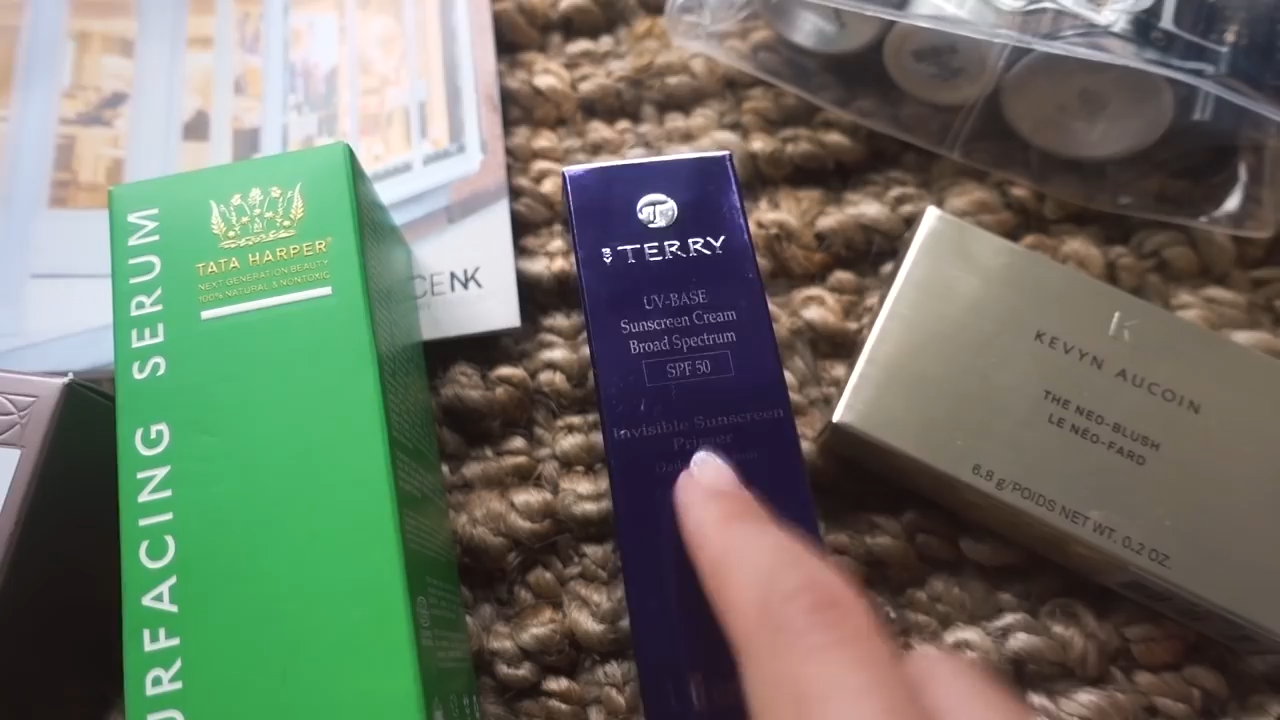 TATA HARPER
NEXT GENERATION BEAUTY
100% NATURAL & NONTOXIC
URFACING SERUM
CENK
BY TERRY
UV-BASE
Sunscreen Cream
Broad Spectrum
SPF 50
Invisible Sunscreen
Primer
K
KEVYN AUCOIN
THE NEO-BLUSH
LE NÉO-FARD
6.8 g/POIDS NET WT. 0.2 OZ.